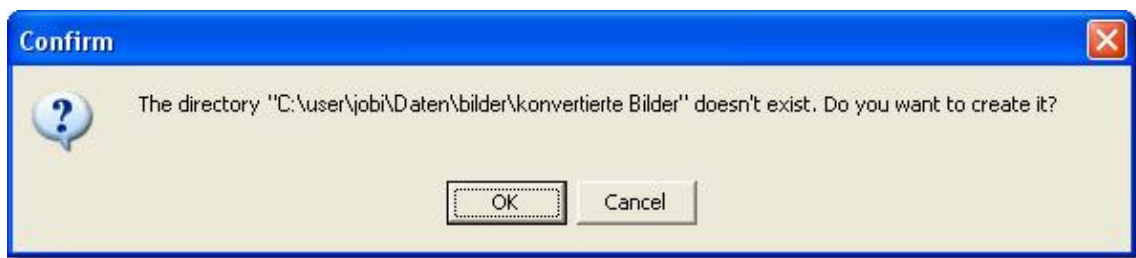 Confirm
The directory "C:\user\jobi\Daten\bilder\konvertierte Bilder" doesn't exist. Do you want to create it?
OK
Cancel